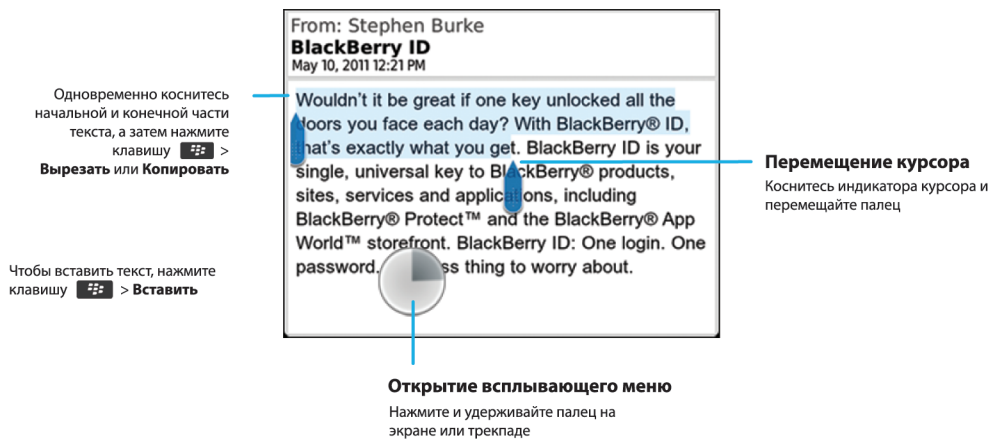 From: Stephen Burke
BlackBerry ID
May 10, 2011 12:21 PM
Одновременно коснитесь
начальной и конечной части
текста, а затем нажмите
клавишу >
Вырезать или Копировать
Wouldn't it be great if one key unlocked all the
doors you face each day? With BlackBerry® ID,
that's exactly what you get. BlackBerry ID is your
single, universal key to BlackBerry® products,
sites, services and applications, including
BlackBerry® Protect™ and the BlackBerry® App
World™ storefront. BlackBerry ID: One login. One
password. ss thing to worry about.
Перемещение курсора
Коснитесь индикатора курсора и
перемещайте палец
Чтобы вставить текст, нажмите
клавишу > Вставить
Открытие всплывающего меню
Нажмите и удерживайте палец на
экране или трекпаде